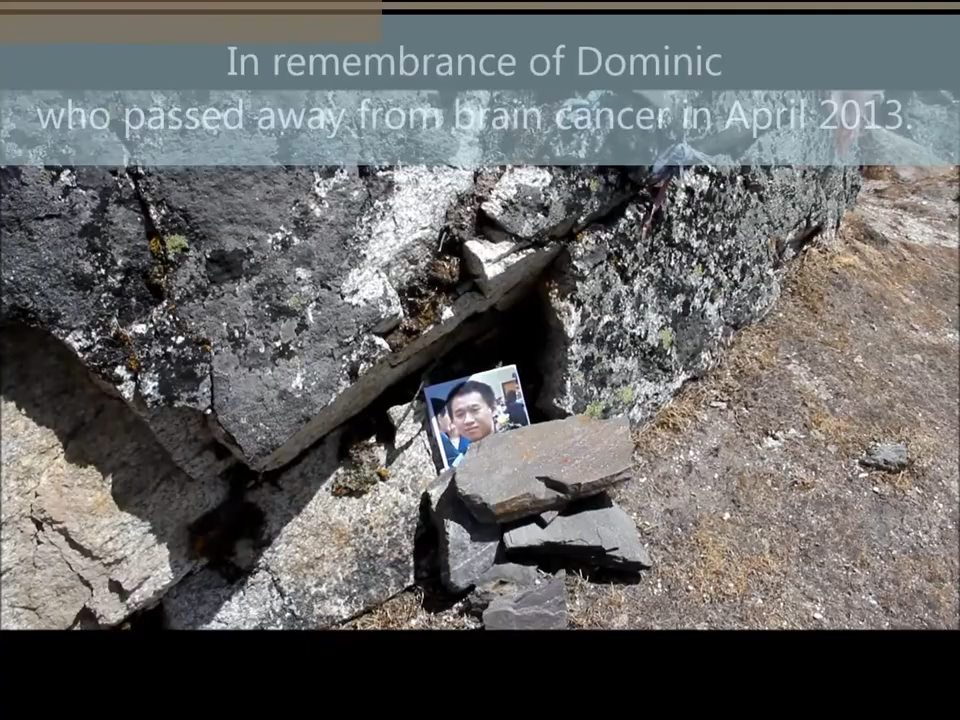 In remembrance of Dominic
who passed away from brain cancer in April 2013.